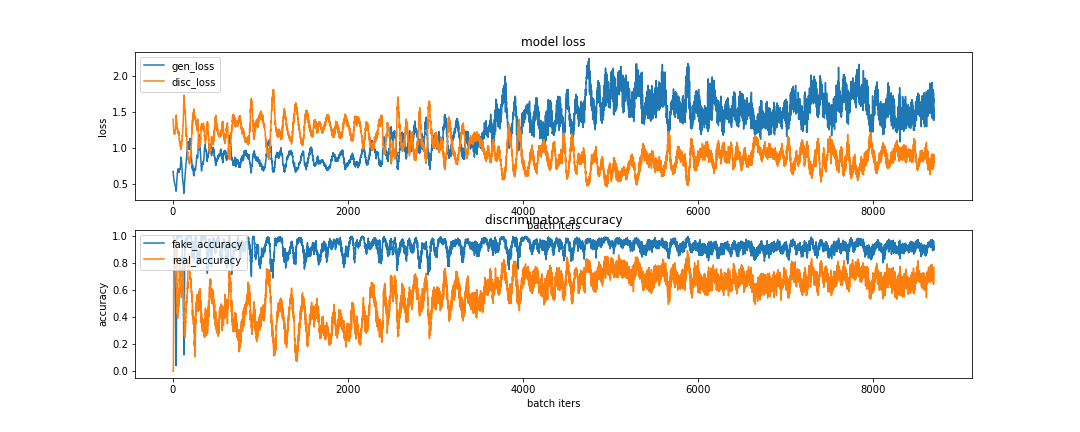 model loss
gen_loss
disc_loss
2.0
1.5
1.0
0.5
loss
0 2000 4000 6000 8000
batch iters
discriminator accuracy
fake_accuracy
real_accuracy
1.0
0.8
0.6
0.4
0.2
0.0
accuracy
0 2000 4000 6000 8000
batch iters